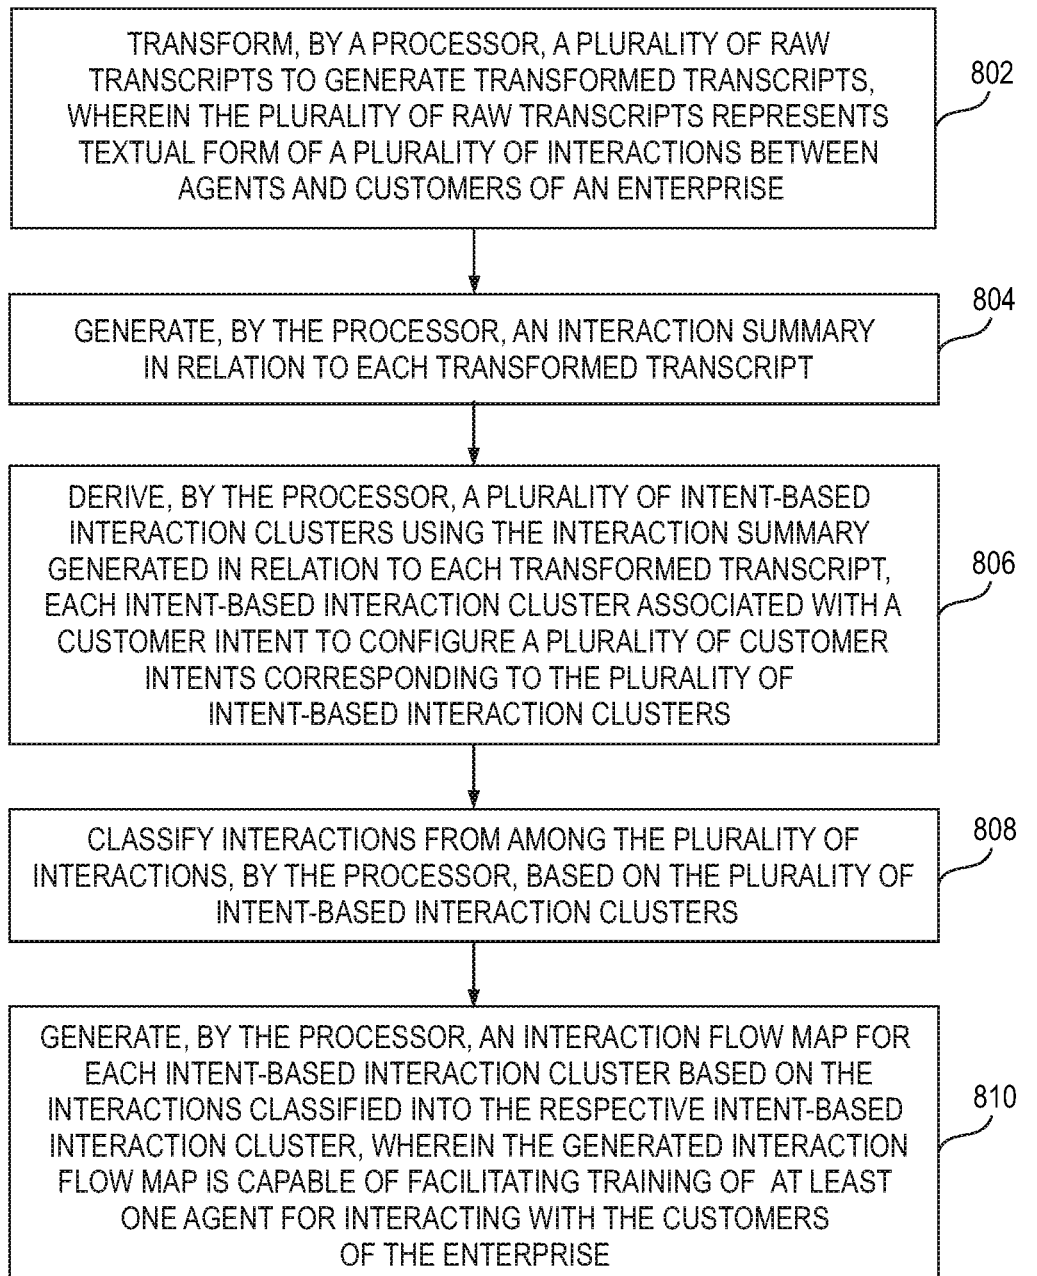 TRANSFORM, BY A PROCESSOR, A PLURALITY OF RAW
TRANSCRIPTS TO GENERATE TRANSFORMED TRANSCRIPTS,
WHEREIN THE PLURALITY OF RAW TRANSCRIPTS REPRESENTS
TEXTUAL FORM OF A PLURALITY OF INTERACTIONS BETWEEN
AGENTS AND CUSTOMERS OF AN ENTERPRISE
802
GENERATE, BY THE PROCESSOR, AN INTERACTION SUMMARY
IN RELATION TO EACH TRANSFORMED TRANSCRIPT
804
DERIVE, BY THE PROCESSOR, A PLURALITY OF INTENT-BASED
INTERACTION CLUSTERS USING THE INTERACTION SUMMARY
GENERATED IN RELATION TO EACH TRANSFORMED TRANSCRIPT,
EACH INTENT-BASED INTERACTION CLUSTER ASSOCIATED WITH A
CUSTOMER INTENT TO CONFIGURE A PLURALITY OF CUSTOMER
INTENTS CORRESPONDING TO THE PLURALITY OF
INTENT-BASED INTERACTION CLUSTERS
806
CLASSIFY INTERACTIONS FROM AMONG THE PLURALITY OF
INTERACTIONS, BY THE PROCESSOR, BASED ON THE PLURALITY OF
INTENT-BASED INTERACTION CLUSTERS
808
GENERATE, BY THE PROCESSOR, AN INTERACTION FLOW MAP FOR
EACH INTENT-BASED INTERACTION CLUSTER BASED ON THE
INTERACTIONS CLASSIFIED INTO THE RESPECTIVE INTENT-BASED
INTERACTION CLUSTER, WHEREIN THE GENERATED INTERACTION
FLOW MAP IS CAPABLE OF FACILITATING TRAINING OF AT LEAST
ONE AGENT FOR INTERACTING WITH THE CUSTOMERS
OF THE ENTERPRISE
810